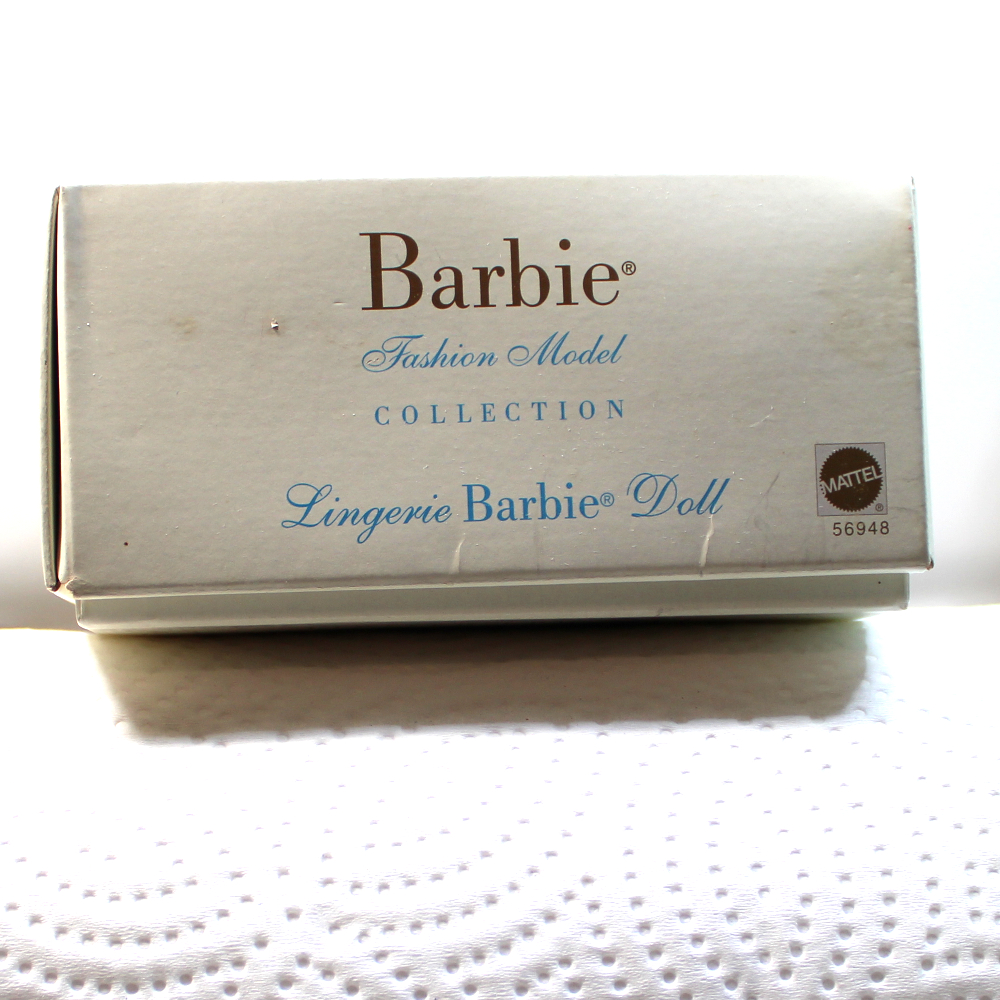 Barbie®
Fashion Model
COLLECTION
Lingerie Barbie® Doll
MATTEL
®
56948